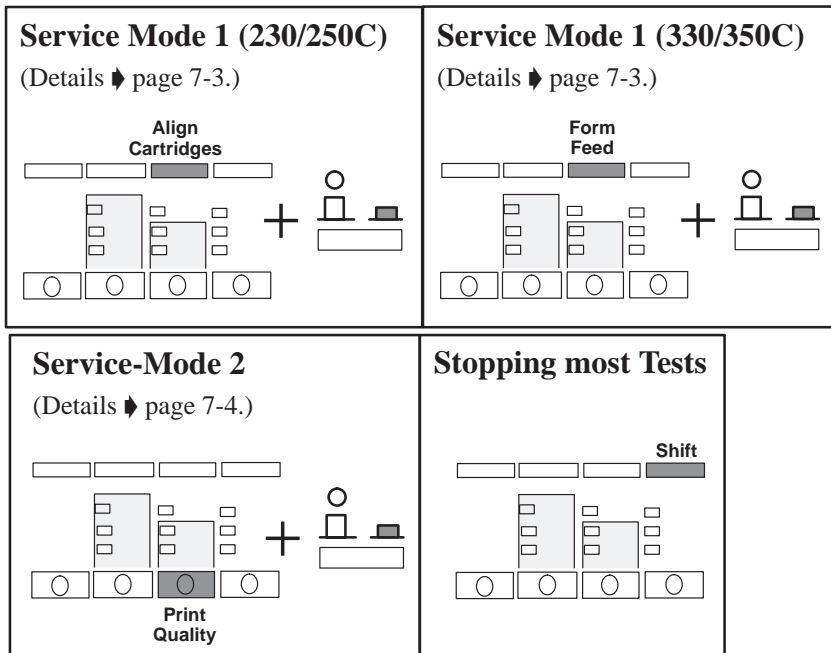 Service Mode 1 (230/250C)
(Details ➧ page 7-3.)
Align
Cartridges
Service Mode 1 (330/350C)
(Details ➧ page 7-3.)
Form
Feed
Service-Mode 2
(Details ➧ page 7-4.)
Print
Quality
Stopping most Tests
Shift